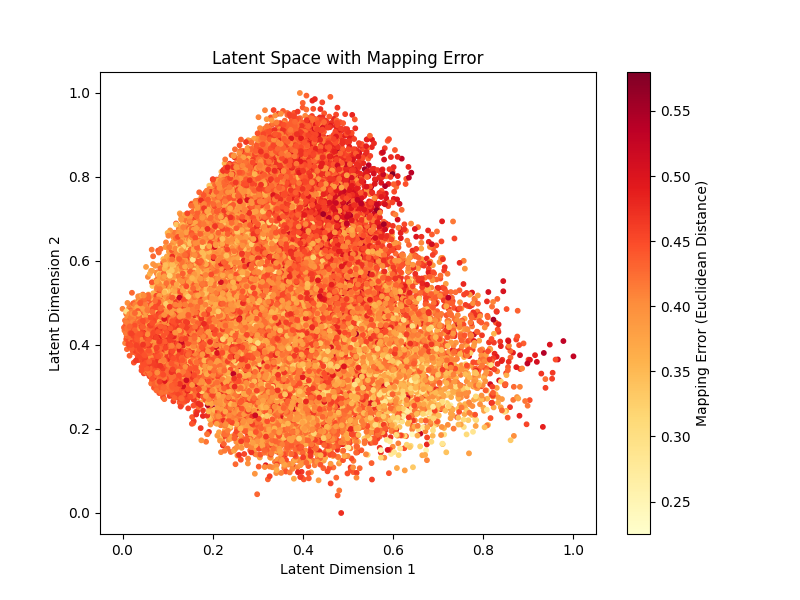 Latent Space with Mapping Error
Latent Dimension 2
1.0
0.8
0.6
0.4
0.2
0.0
0.0 0.2 0.4 0.6 0.8 1.0
Latent Dimension 1
0.55
0.50
0.45
0.40
0.35
0.30
0.25
Mapping Error (Euclidean Distance)